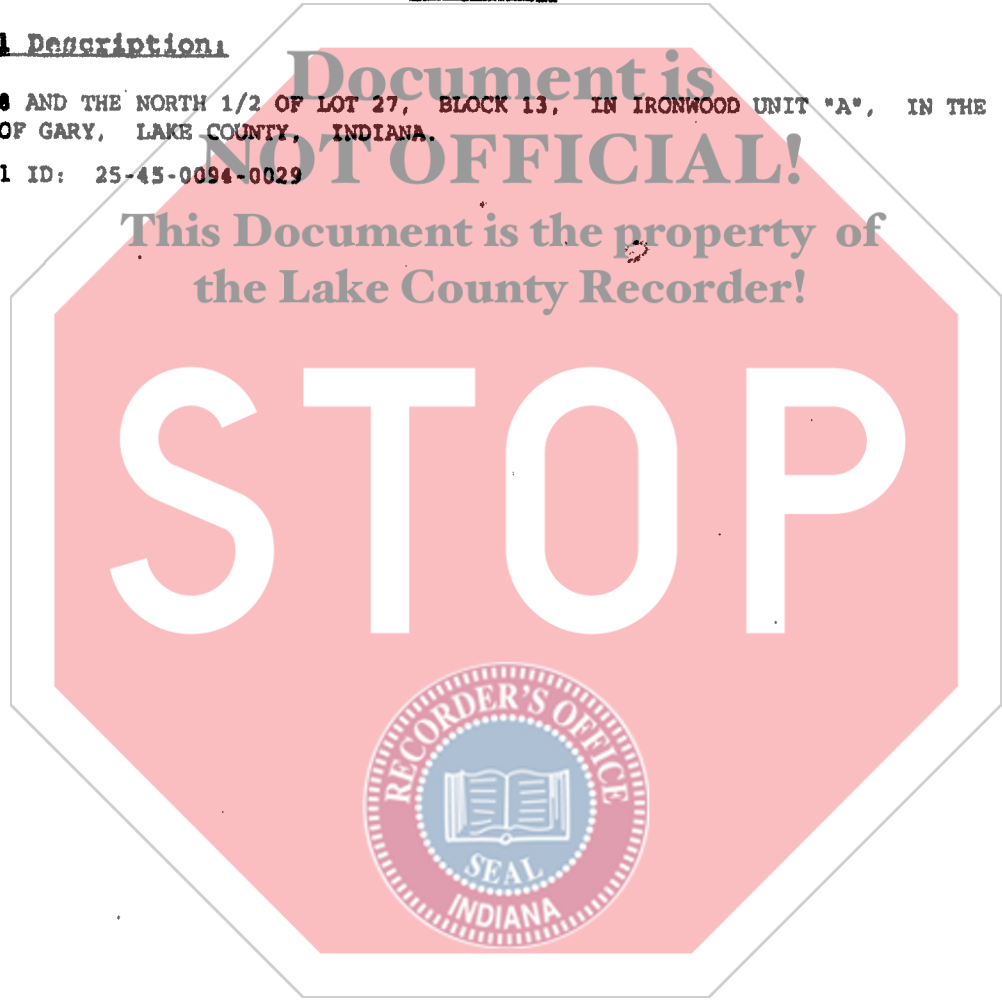 l Description:
Document is
8 AND THE NORTH 1/2 OF LOT 27, BLOCK 13, IN IRONWOOD UNIT "A", IN THE
OF GARY, LAKE COUNTY, INDIANA.
NOT OFFICIAL!
l ID: 25-45-0094-0029
This Document is the property of
the Lake County Recorder!
STOP
RECORDER'S OFFICE
SEAL
INDIANA